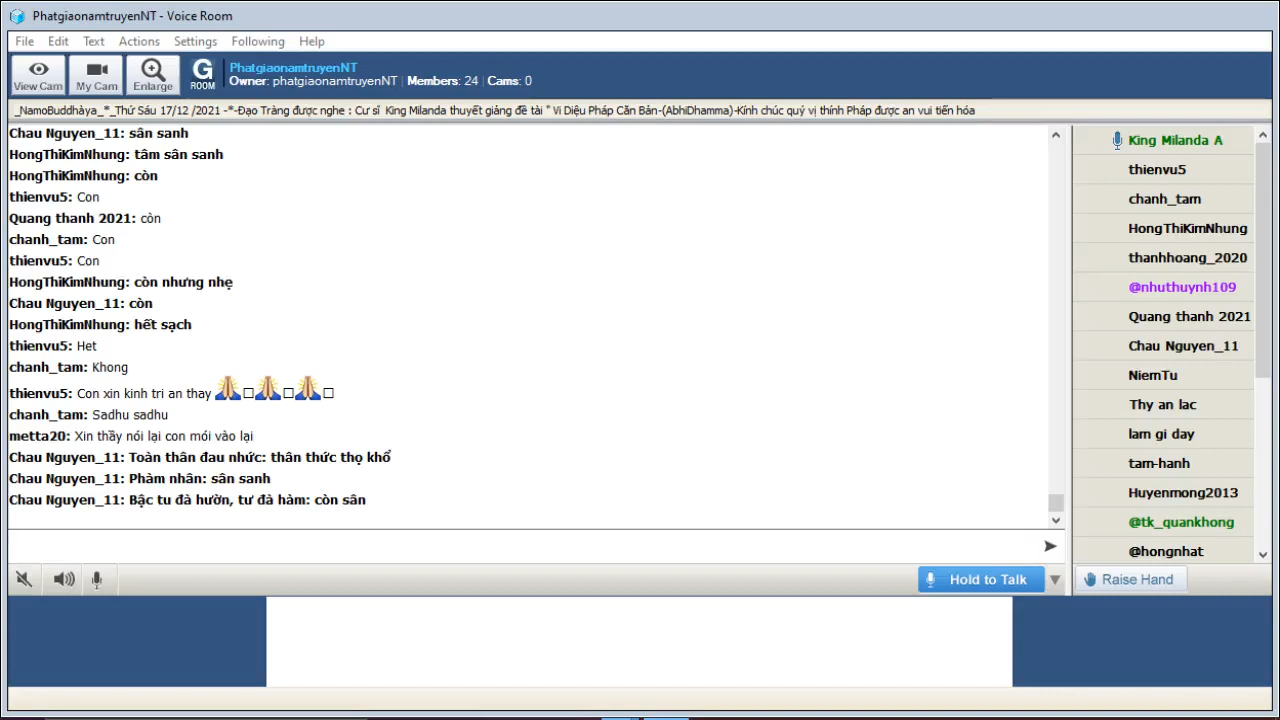 PhatgiaonamtruyenNT - Voice Room
File Edit Text Actions Settings Following Help
View Cam My Cam Enlarge G ROOM
PhatgiaonamtruyenNT
Owner: phatgiaonamtruyenNT | Members: 24 | Cams: 0
_NamoBuddhàya_*_Thứ Sáu 17/12 /2021 -*-Đạo Tràng được nghe : Cư sĩ King Milanda thuyết giảng đề tài " Vi Diệu Pháp Căn Bản-(AbhiDhamma)-Kính chúc quý vị thính Pháp được an vui tiến hóa
Chau Nguyen_11: sân sanh
HongThiKimNhung: tâm sân sanh
HongThiKimNhung: còn
thienvu5: Con
Quang thanh 2021: còn
chanh_tam: Con
thienvu5: Con
HongThiKimNhung: còn nhưng nhẹ
Chau Nguyen_11: còn
HongThiKimNhung: hết sạch
thienvu5: Het
chanh_tam: Khong
thienvu5: Con xin kinh tri an thay 🙏□🙏□🙏□
chanh_tam: Sadhu sadhu
metta20: Xin thầy nói lại con mói vào lại
Chau Nguyen_11: Toàn thân đau nhức: thân thức thọ khổ
Chau Nguyen_11: Phàm nhân: sân sanh
Chau Nguyen_11: Bậc tu đà hườn, tư đà hàm: còn sân
King Milanda A
thienvu5
chanh_tam
HongThiKimNhung
thanhhoang_2020
@nhuthuynh109
Quang thanh 2021
Chau Nguyen_11
NiemTu
Thy an lac
lam gi day
tam-hanh
Huyenmong2013
@tk_quankhong
@hongnhat
Hold to Talk
Raise Hand